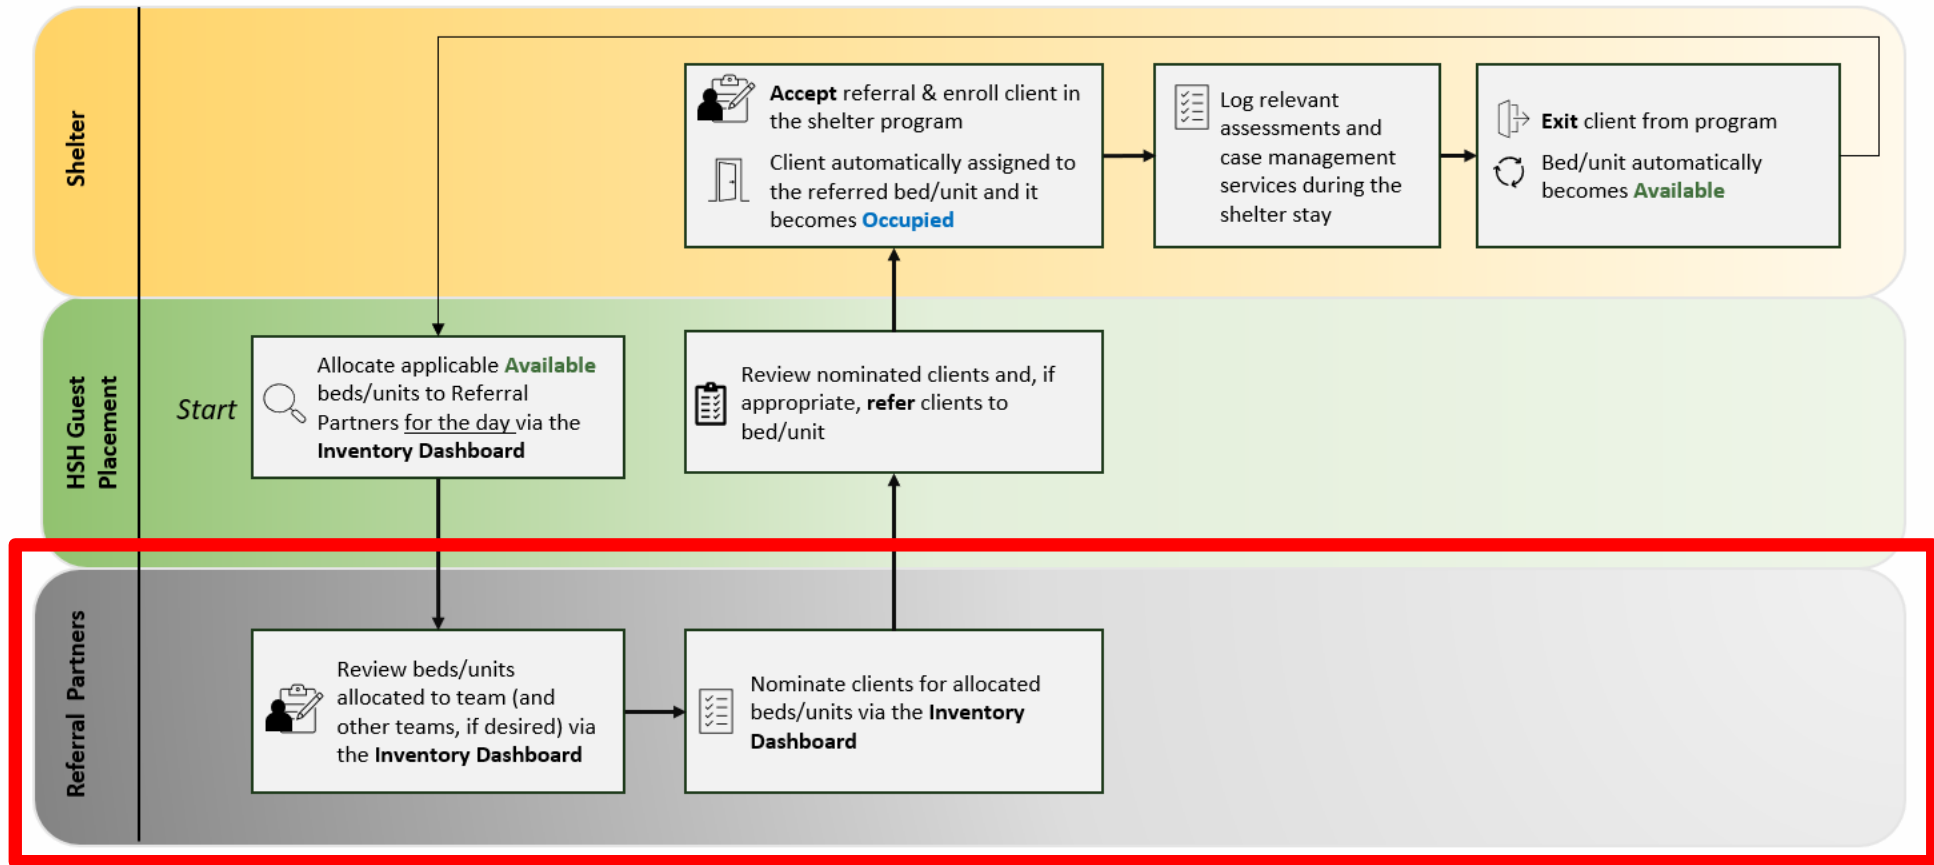 Shelter
Accept referral & enroll client in
the shelter program
Client automatically assigned to
the referred bed/unit and it
becomes Occupied
Log relevant
assessments and
case management
services during the
shelter stay
Exit client from program
Bed/unit automatically
becomes Available
HSH Guest
Placement
Start
Allocate applicable Available
beds/units to Referral
Partners for the day via the
Inventory Dashboard
Review nominated clients and, if
appropriate, refer clients to
bed/unit
Referral Partners
Review beds/units
allocated to team (and
other teams, if desired) via
the Inventory Dashboard
Nominate clients for allocated
beds/units via the Inventory
Dashboard